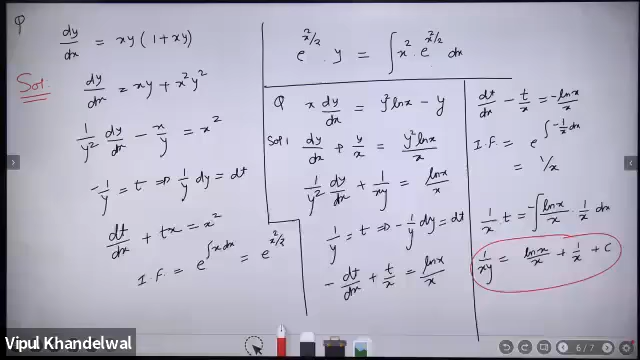 Q
dy/dx = xy (1 + xy)
Sol:
dy/dx = xy + x²y²
1/y² dy/dx - x/y = x²
-1/y = t ⇒ 1/y dy = dt
dt/dx + tx = x²
I.F. = e^∫x dx = e^x²/2
e^x²/2 . y = ∫ x² . e^x²/2 dx
Q x dy/dx = y² ln x - y
Sol: dy/dx + y/x = y² ln x/x
1/y² dy/dx + 1/xy = ln x/x
1/y = t ⇒ -1/y dy = dt
- dt/dx + t/x = ln x/x
dt/dx - t/x = - ln x/x
I.F. = e^∫-1/x dx
= 1/x
1/x t = -∫ ln x/x . 1/x dx
1/xy = ln x/x + 1/x + c
Vipul Khandelwal
6 / 7